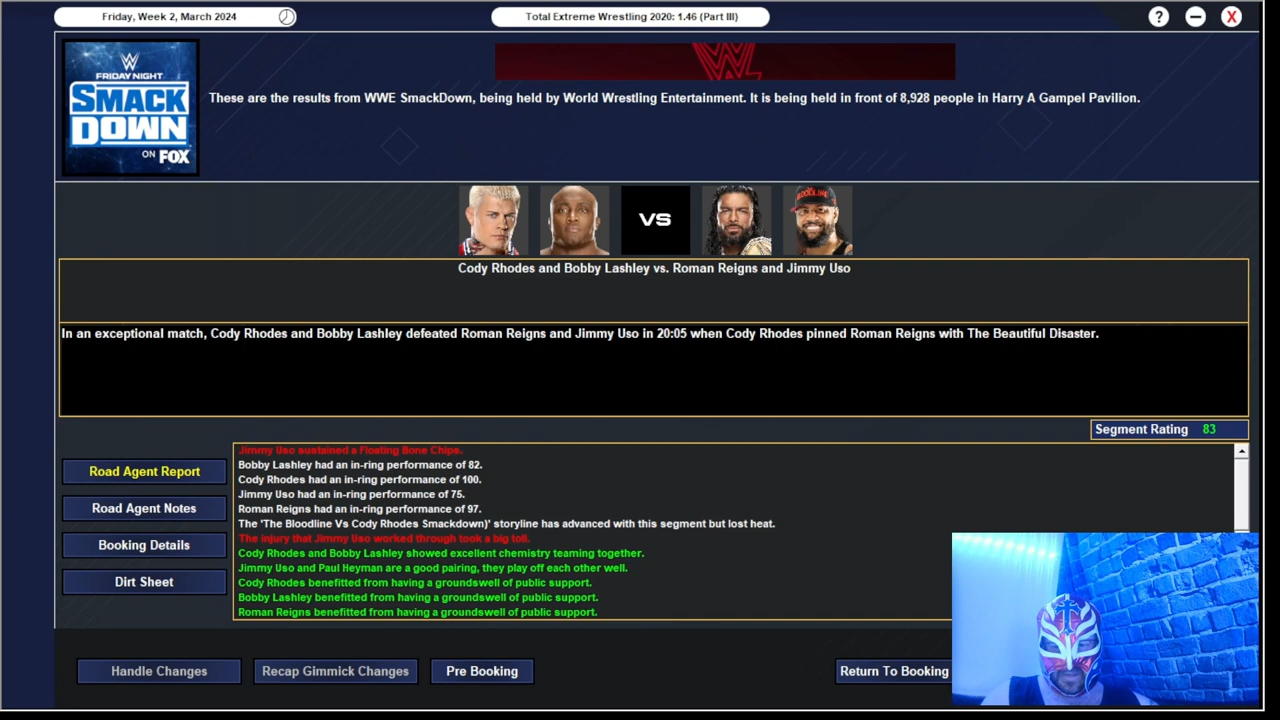 Friday, Week 2, March 2024
Total Extreme Wrestling 2020: 1.46 (Part III)
?
X
W
FRIDAY NIGHT
SMACK
DOWN
ON FOX
These are the results from WWE SmackDown, being held by World Wrestling Entertainment. It is being held in front of 8,928 people in Harry A Gampel Pavilion.
VS
Cody Rhodes and Bobby Lashley vs. Roman Reigns and Jimmy Uso
In an exceptional match, Cody Rhodes and Bobby Lashley defeated Roman Reigns and Jimmy Uso in 20:05 when Cody Rhodes pinned Roman Reigns with The Beautiful Disaster.
Segment Rating 83
Road Agent Report
Road Agent Notes
Booking Details
Dirt Sheet
Jimmy Uso sustained a Floating Bone Chips.
Bobby Lashley had an in-ring performance of 82.
Cody Rhodes had an in-ring performance of 100.
Jimmy Uso had an in-ring performance of 75.
Roman Reigns had an in-ring performance of 97.
The 'The Bloodline Vs Cody Rhodes Smackdown)' storyline has advanced with this segment but lost heat.
The injury that Jimmy Uso worked through took a big toll.
Cody Rhodes and Bobby Lashley showed excellent chemistry teaming together.
Jimmy Uso and Paul Heyman are a good pairing, they play off each other well.
Cody Rhodes benefitted from having a groundswell of public support.
Bobby Lashley benefitted from having a groundswell of public support.
Roman Reigns benefitted from having a groundswell of public support.
Handle Changes
Recap Gimmick Changes
Pre Booking
Return To Booking